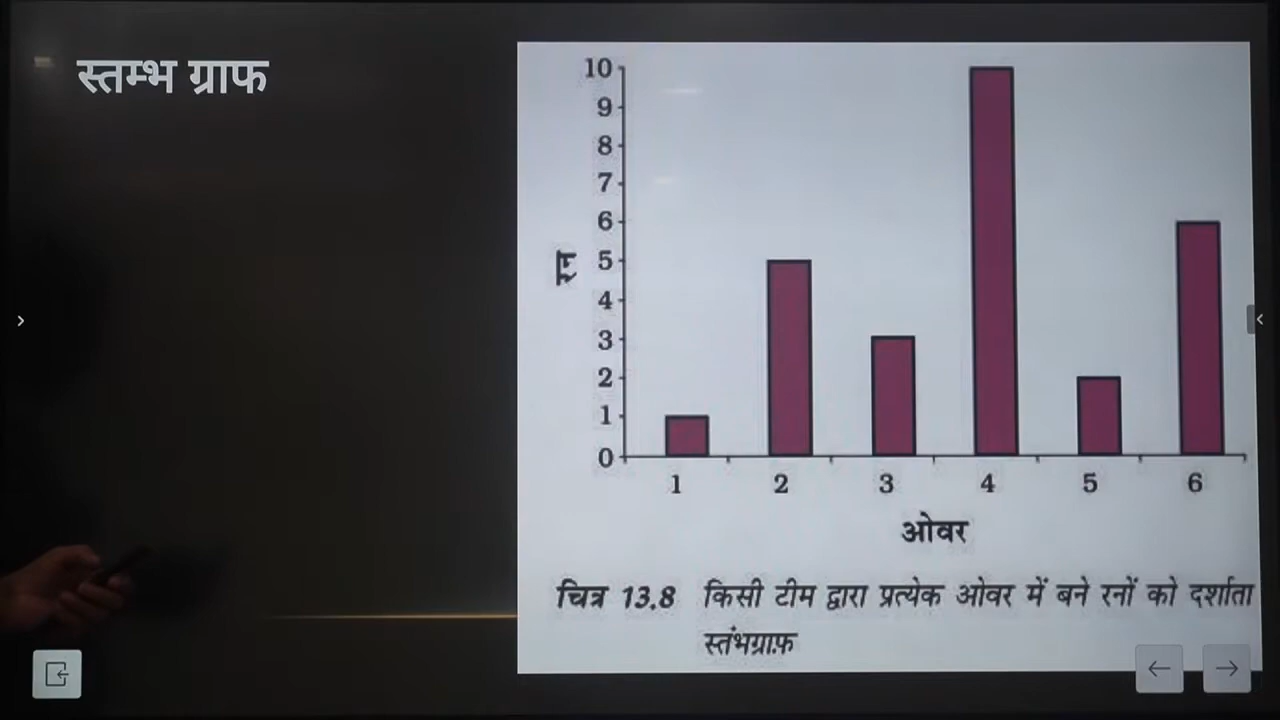 स्तम्भ ग्राफ
10
9
8
7
6
5
4
3
2
1
0
रन
1 2 3 4 5 6
ओवर
चित्र 13.8 किसी टीम द्वारा प्रत्येक ओवर में बने रनों को दर्शाता
स्तंभग्राफ़